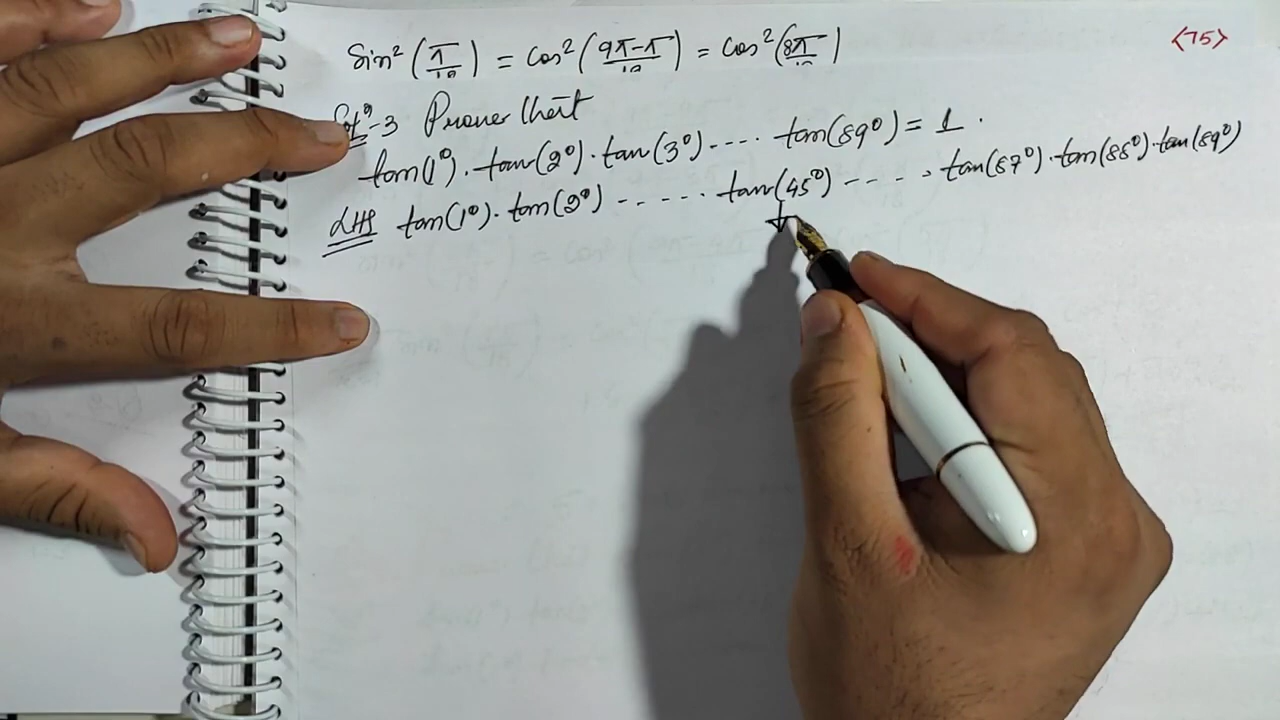 <75>
Sin² (π/18) = Cos² (9π-π/18) = Cos² (8π/18)
-3 Prove that
tan(1°). tan(2°). tan(3°)---- tan(89°) = 1.
LHS tan(1°). tan(2°) ------ tan(45°) ----. tan(87°). tan(88°). tan(89°)